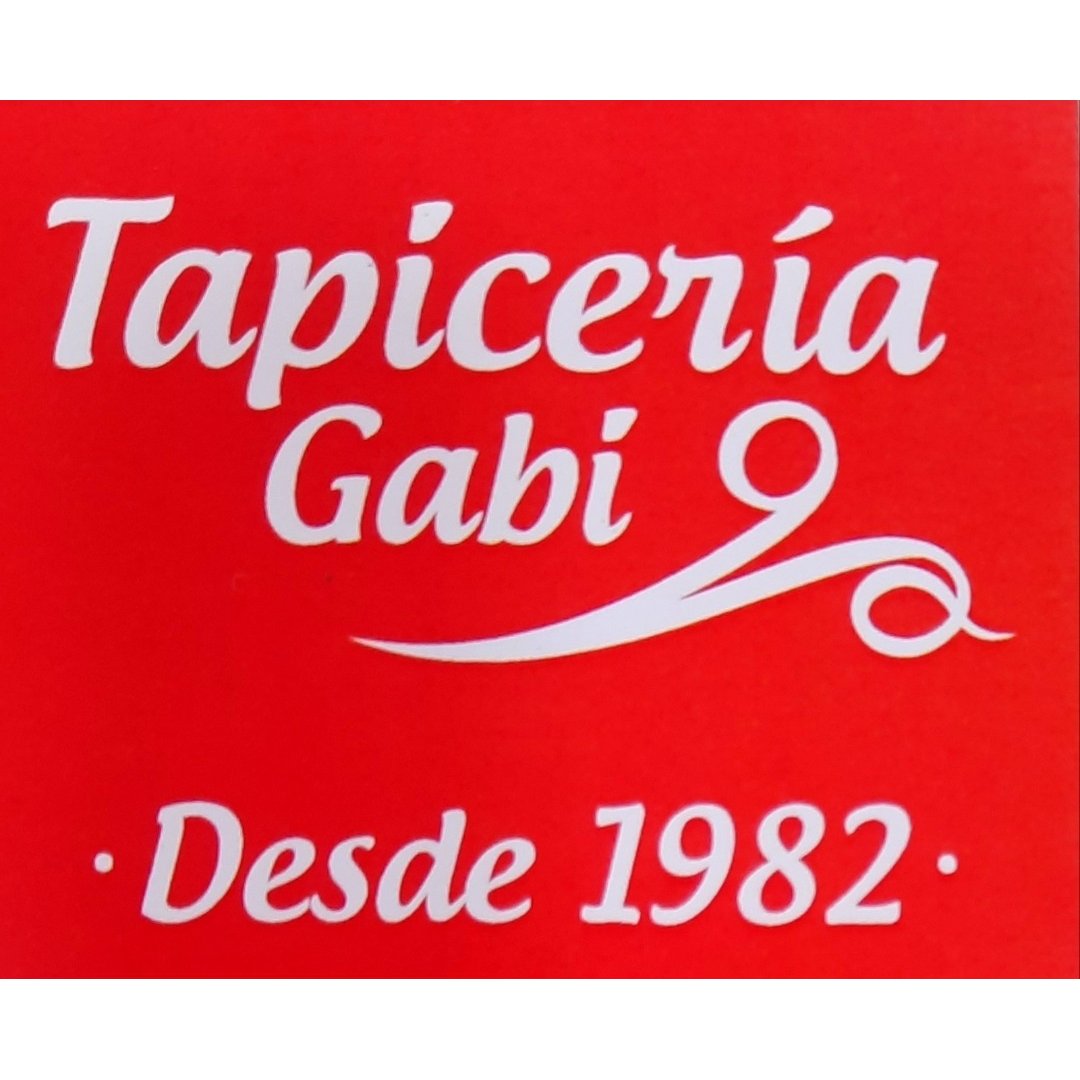 Tapicería
Gabi
· Desde 1982 ·